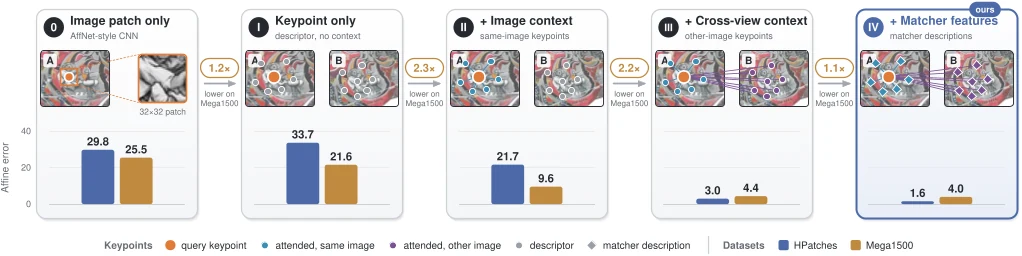 ours
0 Image patch only
AffNet-style CNN
A
32×32 patch
1.2×
lower on
Mega1500
I Keypoint only
descriptor, no context
A
B
2.3×
lower on
Mega1500
II + Image context
same-image keypoints
A
B
2.2×
lower on
Mega1500
III + Cross-view context
other-image keypoints
A
B
1.1×
lower on
Mega1500
IV + Matcher features
matcher descriptions
A
B
Affine error
40
20
0
29.8
25.5
33.7
21.6
21.7
9.6
3.0
4.4
1.6
4.0
Keypoints query keypoint attended, same image attended, other image descriptor matcher description Datasets HPatches Mega1500